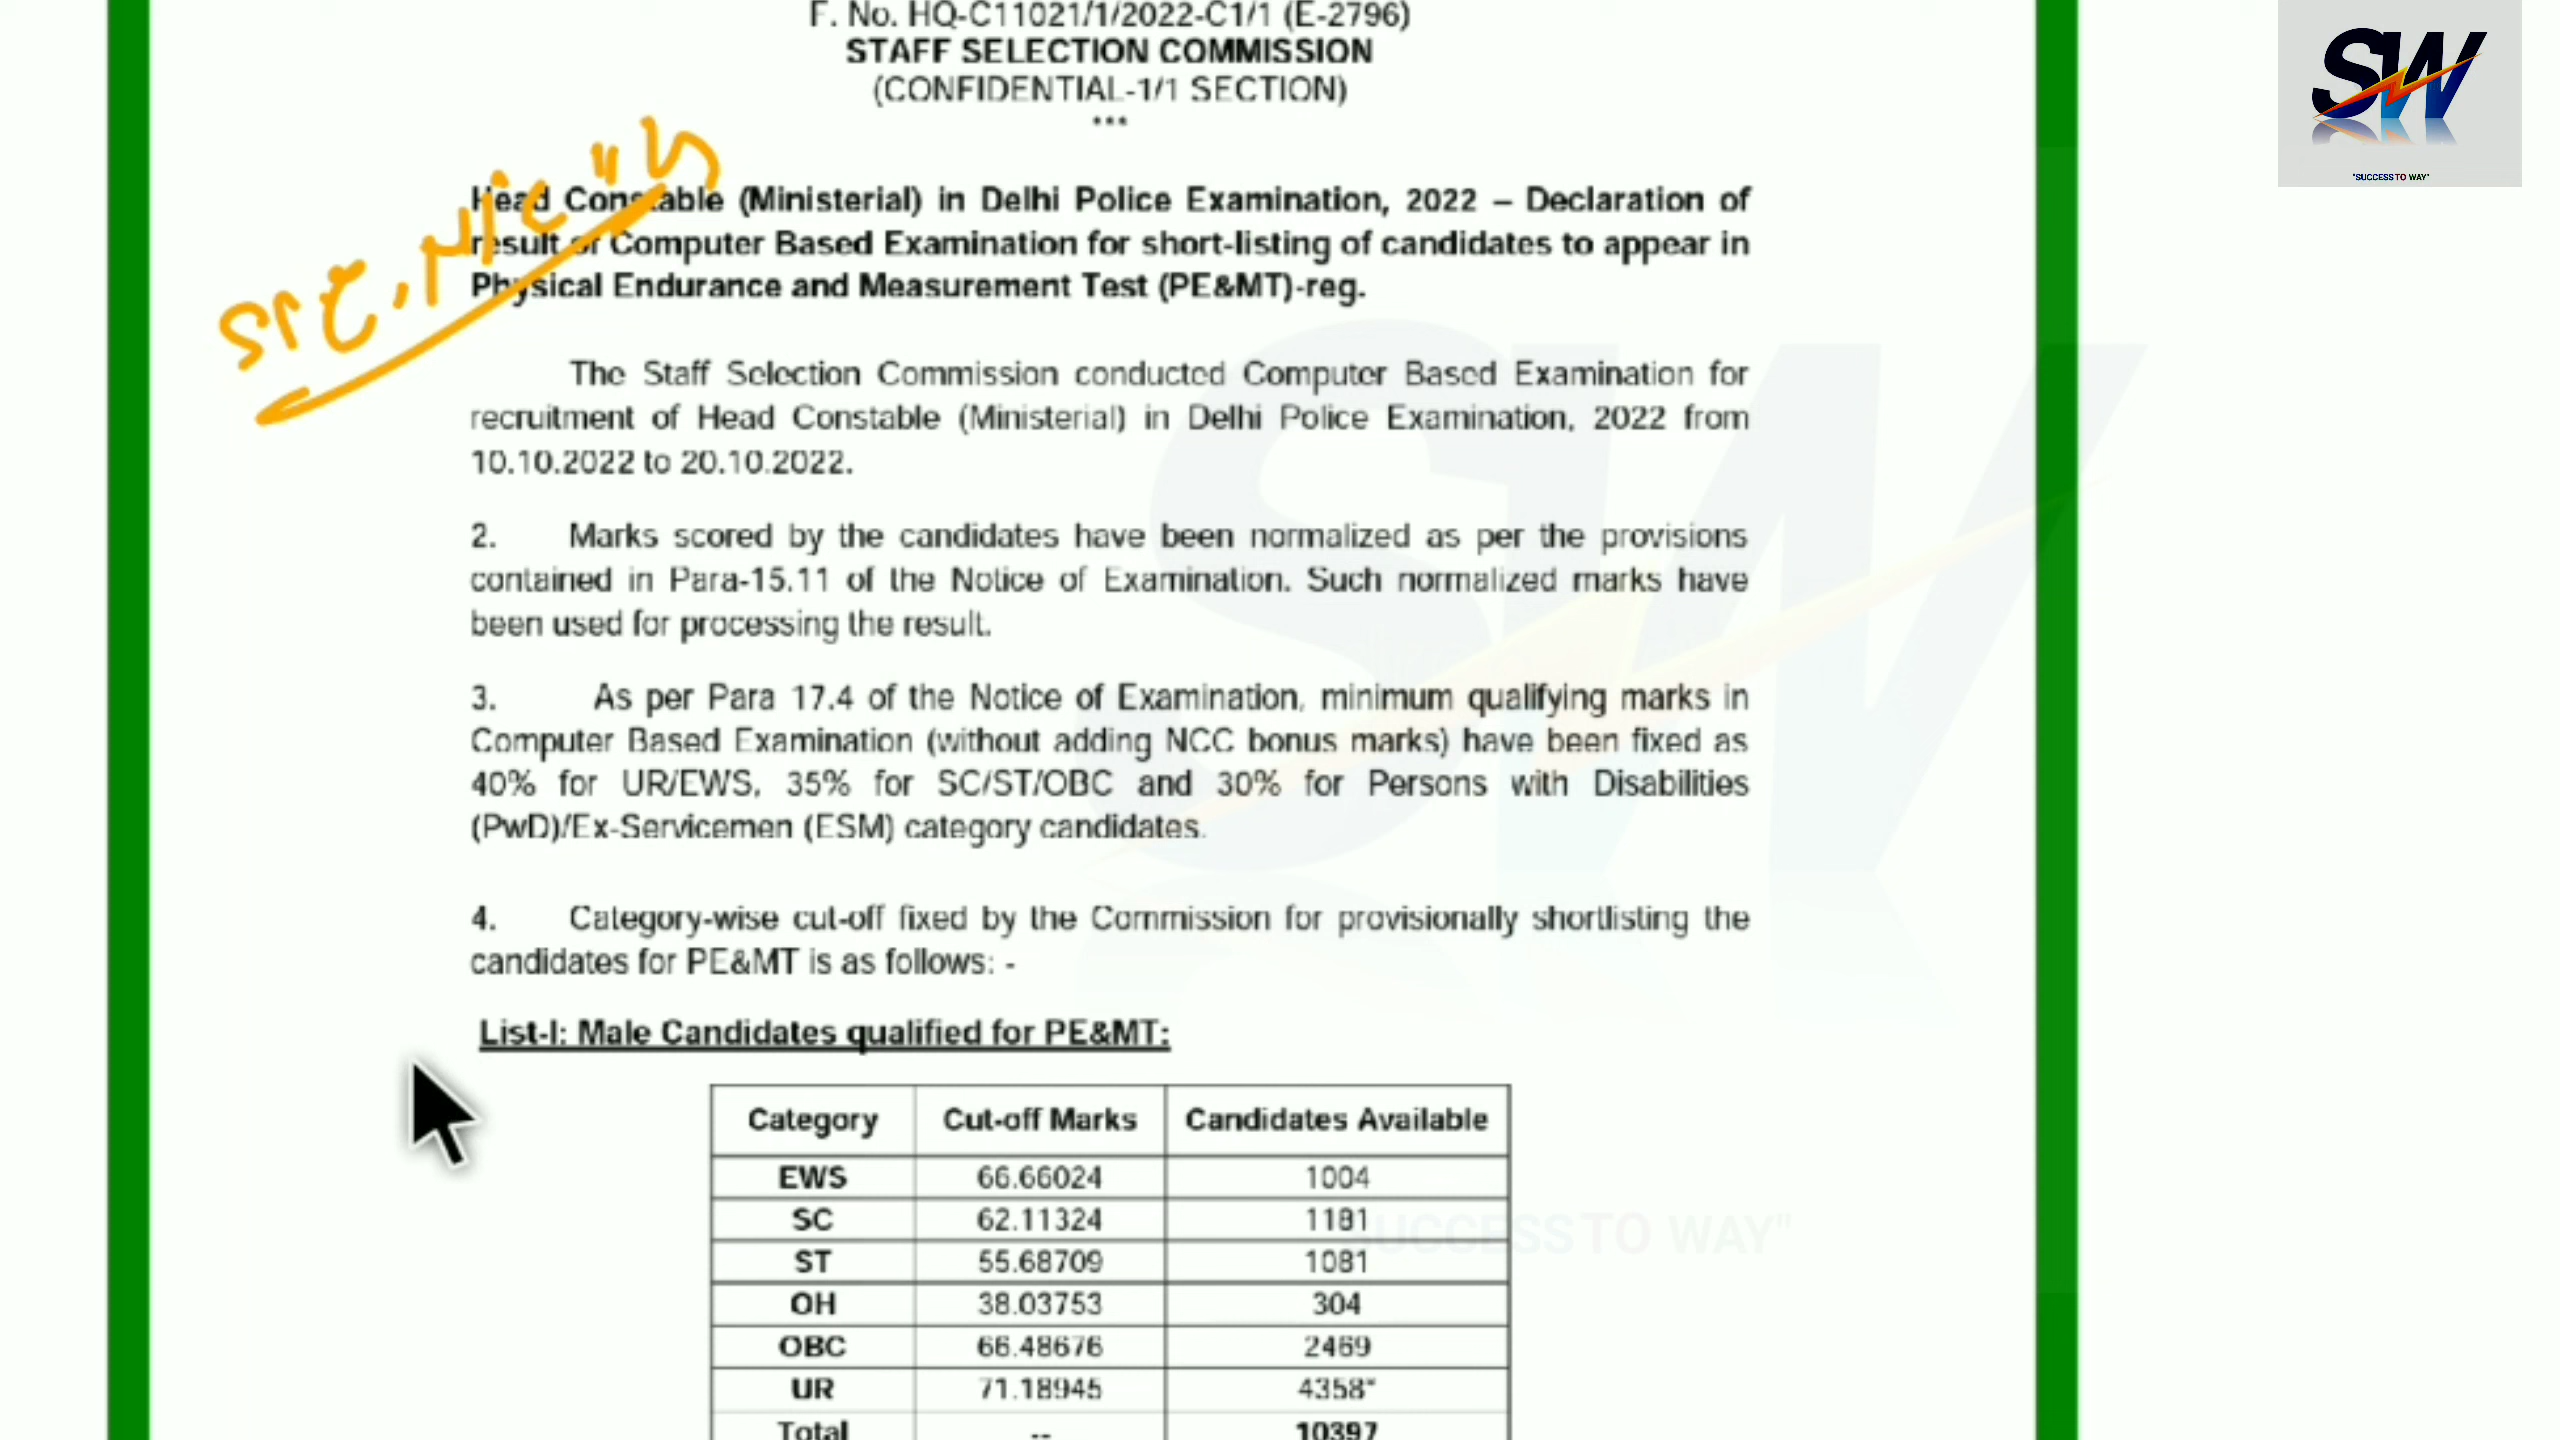 F. No. HQ-C11021/1/2022-C1/1 (E-2796)
STAFF SELECTION COMMISSION
(CONFIDENTIAL-1/1 SECTION)
***
Head Constable (Ministerial) in Delhi Police Examination, 2022 – Declaration of
result of Computer Based Examination for short-listing of candidates to appear in
Physical Endurance and Measurement Test (PE&MT)-reg.
The Staff Selection Commission conducted Computer Based Examination for
recruitment of Head Constable (Ministerial) in Delhi Police Examination, 2022 from
10.10.2022 to 20.10.2022.
2. Marks scored by the candidates have been normalized as per the provisions
contained in Para-15.11 of the Notice of Examination. Such normalized marks have
been used for processing the result.
3. As per Para 17.4 of the Notice of Examination, minimum qualifying marks in
Computer Based Examination (without adding NCC bonus marks) have been fixed as
40% for UR/EWS, 35% for SC/ST/OBC and 30% for Persons with Disabilities
(PwD)/Ex-Servicemen (ESM) category candidates.
4. Category-wise cut-off fixed by the Commission for provisionally shortlisting the
candidates for PE&MT is as follows: -
List-I: Male Candidates qualified for PE&MT:
Category Cut-off Marks Candidates Available
EWS 66.66024 1004
SC 62.11324 1181
ST 55.68709 1081
OH 38.03753 304
OBC 66.48676 2469
UR 71.18945 4358*
Total -- 10397
SW
"SUCCESS TO WAY"
"SUCCESS TO WAY"